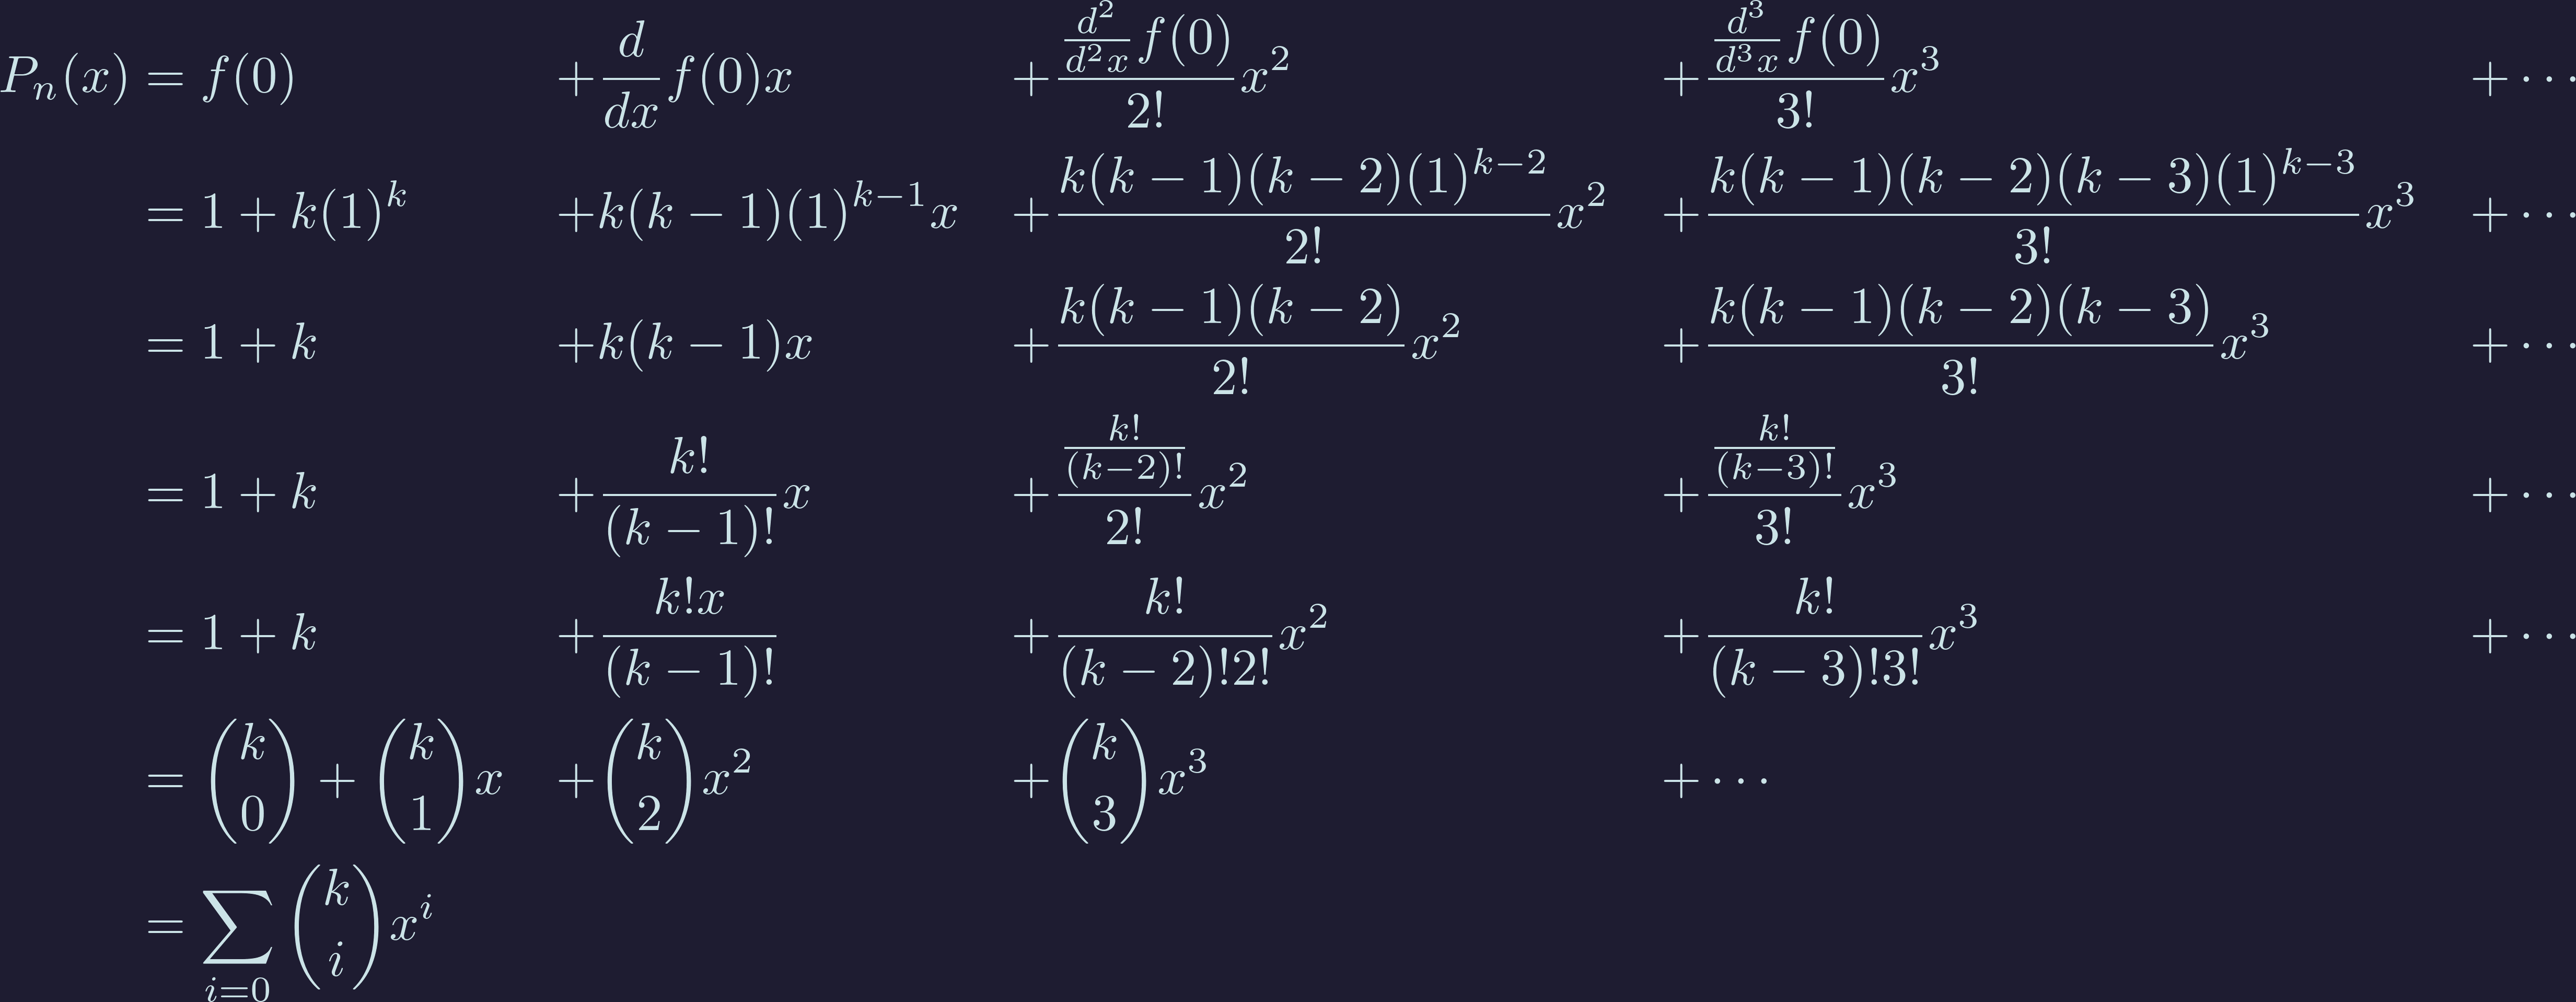 $P_n(x) = f(0) + \frac{d}{dx}f(0)x + \frac{\frac{d^2}{d^2x}f(0)}{2!}x^2 + \frac{\frac{d^3}{d^3x}f(0)}{3!}x^3 + \cdots$
$= 1 + k(1)^k + k(k-1)(1)^{k-1}x + \frac{k(k-1)(k-2)(1)^{k-2}}{2!}x^2 + \frac{k(k-1)(k-2)(k-3)(1)^{k-3}}{3!}x^3 + \cdots$
$= 1 + k + k(k-1)x + \frac{k(k-1)(k-2)}{2!}x^2 + \frac{k(k-1)(k-2)(k-3)}{3!}x^3 + \cdots$
$= 1 + k + \frac{k!}{(k-1)!}x + \frac{\frac{k!}{(k-2)!}}{2!}x^2 + \frac{\frac{k!}{(k-3)!}}{3!}x^3 + \cdots$
$= 1 + k + \frac{k!x}{(k-1)!} + \frac{k!}{(k-2)!2!}x^2 + \frac{k!}{(k-3)!3!}x^3 + \cdots$
$= \binom{k}{0} + \binom{k}{1}x + \binom{k}{2}x^2 + \binom{k}{3}x^3 + \cdots$
$= \sum_{i=0} \binom{k}{i}x^i$